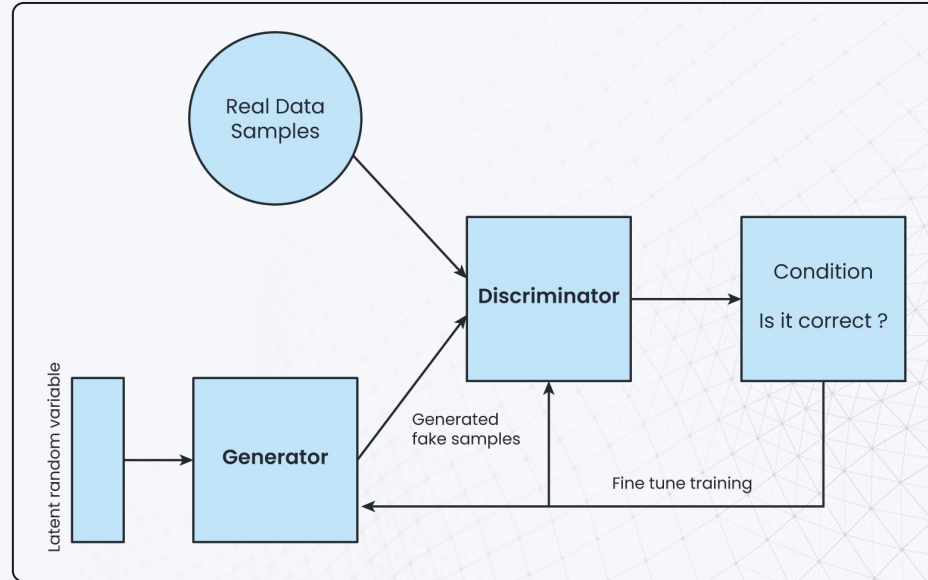 Real Data
Samples
Discriminator
Condition
Is it correct ?
Latent random variable
Generator
Generated
fake samples
Fine tune training